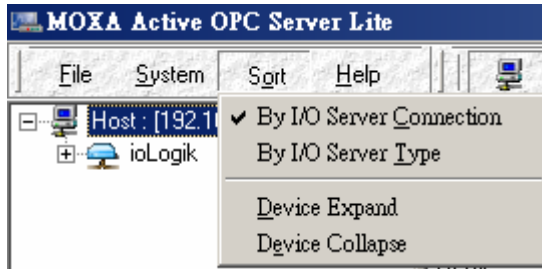 MOXA Active OPC Server Lite
File System Sort Help
Host : [192.1
ioLogik
✔ By I/O Server Connection
By I/O Server Type
Device Expand
Device Collapse